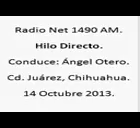 Radio Net 1490 AM.
Hilo Directo.
Conduce: Ángel Otero.
Cd. Juárez, Chihuahua.
14 Octubre 2013.